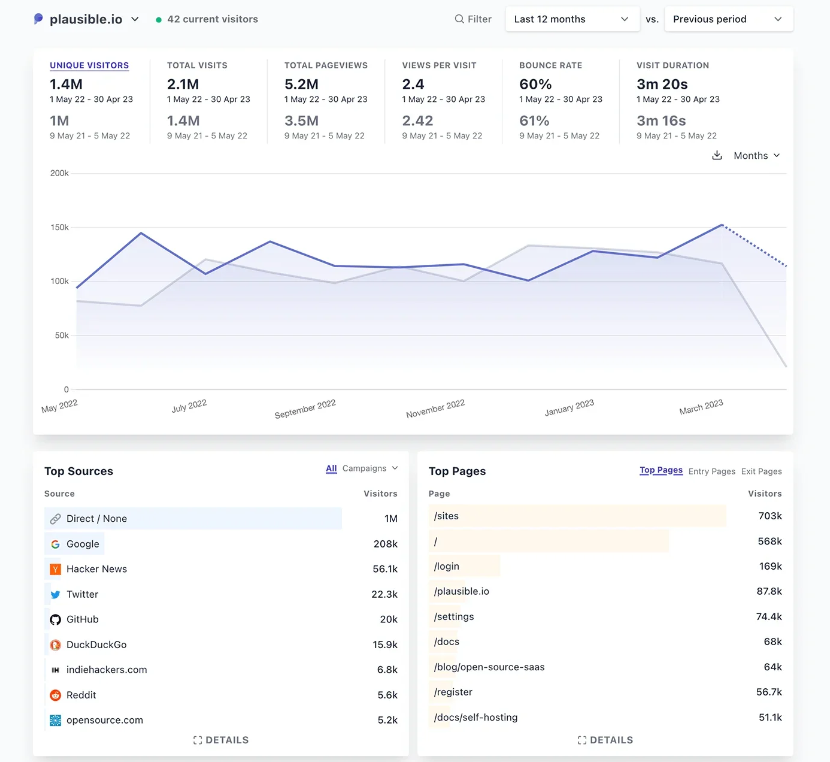 plausible.io 42 current visitors Filter Last 12 months vs. Previous period
UNIQUE VISITORS TOTAL VISITS TOTAL PAGEVIEWS VIEWS PER VISIT BOUNCE RATE VISIT DURATION
1.4M 2.1M 5.2M 2.4 60% 3m 20s
1 May 22 - 30 Apr 23 1 May 22 - 30 Apr 23 1 May 22 - 30 Apr 23 1 May 22 - 30 Apr 23 1 May 22 - 30 Apr 23 1 May 22 - 30 Apr 23
1M 1.4M 3.5M 2.42 61% 3m 16s
9 May 21 - 5 May 22 9 May 21 - 5 May 22 9 May 21 - 5 May 22 9 May 21 - 5 May 22 9 May 21 - 5 May 22 9 May 21 - 5 May 22
Months
200k
150k
100k
50k
0
May 2022 July 2022 September 2022 November 2022 January 2023 March 2023
Top Sources All Campaigns
Source Visitors
Direct / None 1M
Google 208k
Hacker News 56.1k
Twitter 22.3k
GitHub 20k
DuckDuckGo 15.9k
indiehackers.com 6.8k
Reddit 5.6k
opensource.com 5.2k
DETAILS
Top Pages Top Pages Entry Pages Exit Pages
Page Visitors
/sites 703k
/ 568k
/login 169k
/plausible.io 87.8k
/settings 74.4k
/docs 68k
/blog/open-source-saas 64k
/register 56.7k
/docs/self-hosting 51.1k
DETAILS